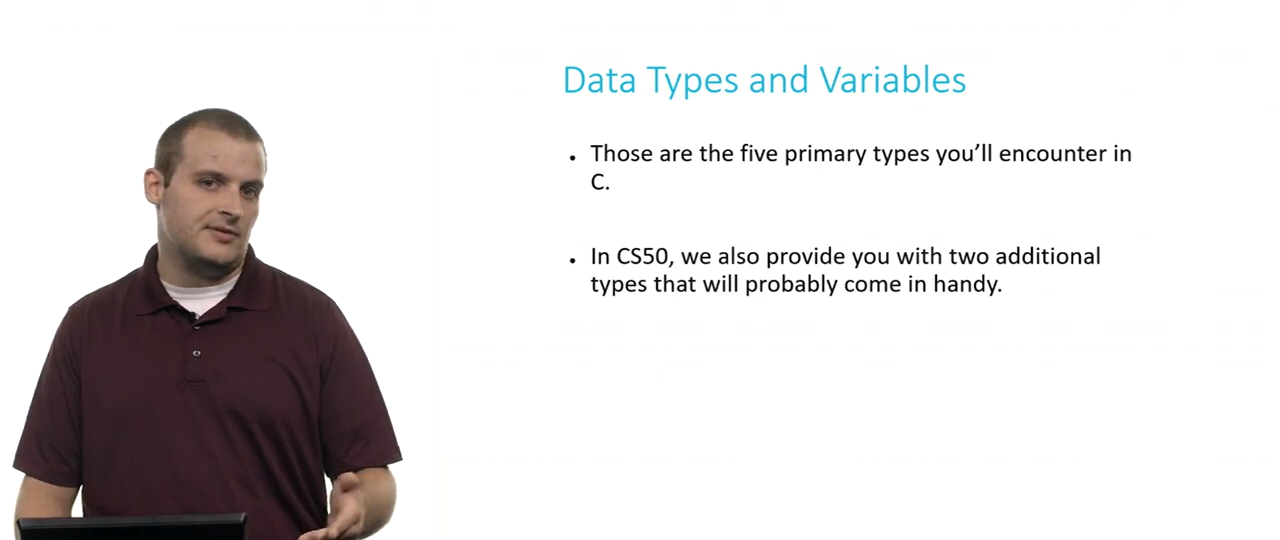 Data Types and Variables
• Those are the five primary types you’ll encounter in
C.
• In CS50, we also provide you with two additional
types that will probably come in handy.